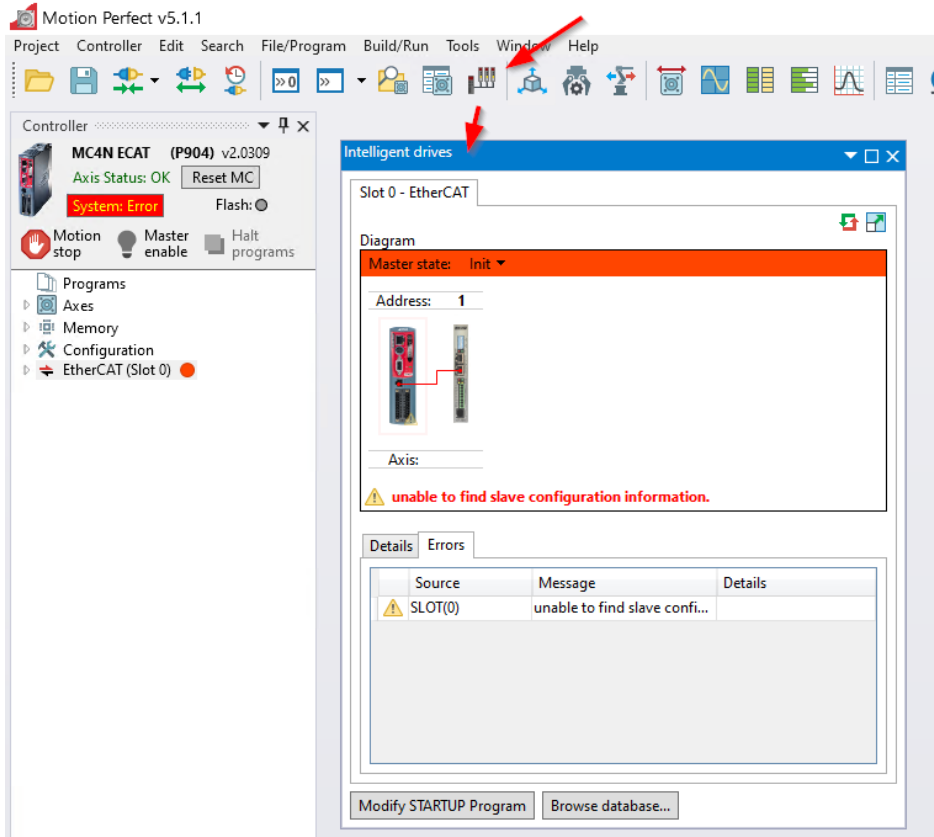 Motion Perfect v5.1.1
Project Controller Edit Search File/Program Build/Run Tools Window Help
Controller
MC4N ECAT (P904) v2.0309
Axis Status: OK Reset MC
System: Error Flash:
Motion stop Master enable Halt programs
Programs
Axes
Memory
Configuration
EtherCAT (Slot 0)
Intelligent drives
Slot 0 - EtherCAT
Diagram
Master state: Init
Address: 1
Axis:
unable to find slave configuration information.
Details Errors
Source Message Details
SLOT(0) unable to find slave confi...
Modify STARTUP Program Browse database...